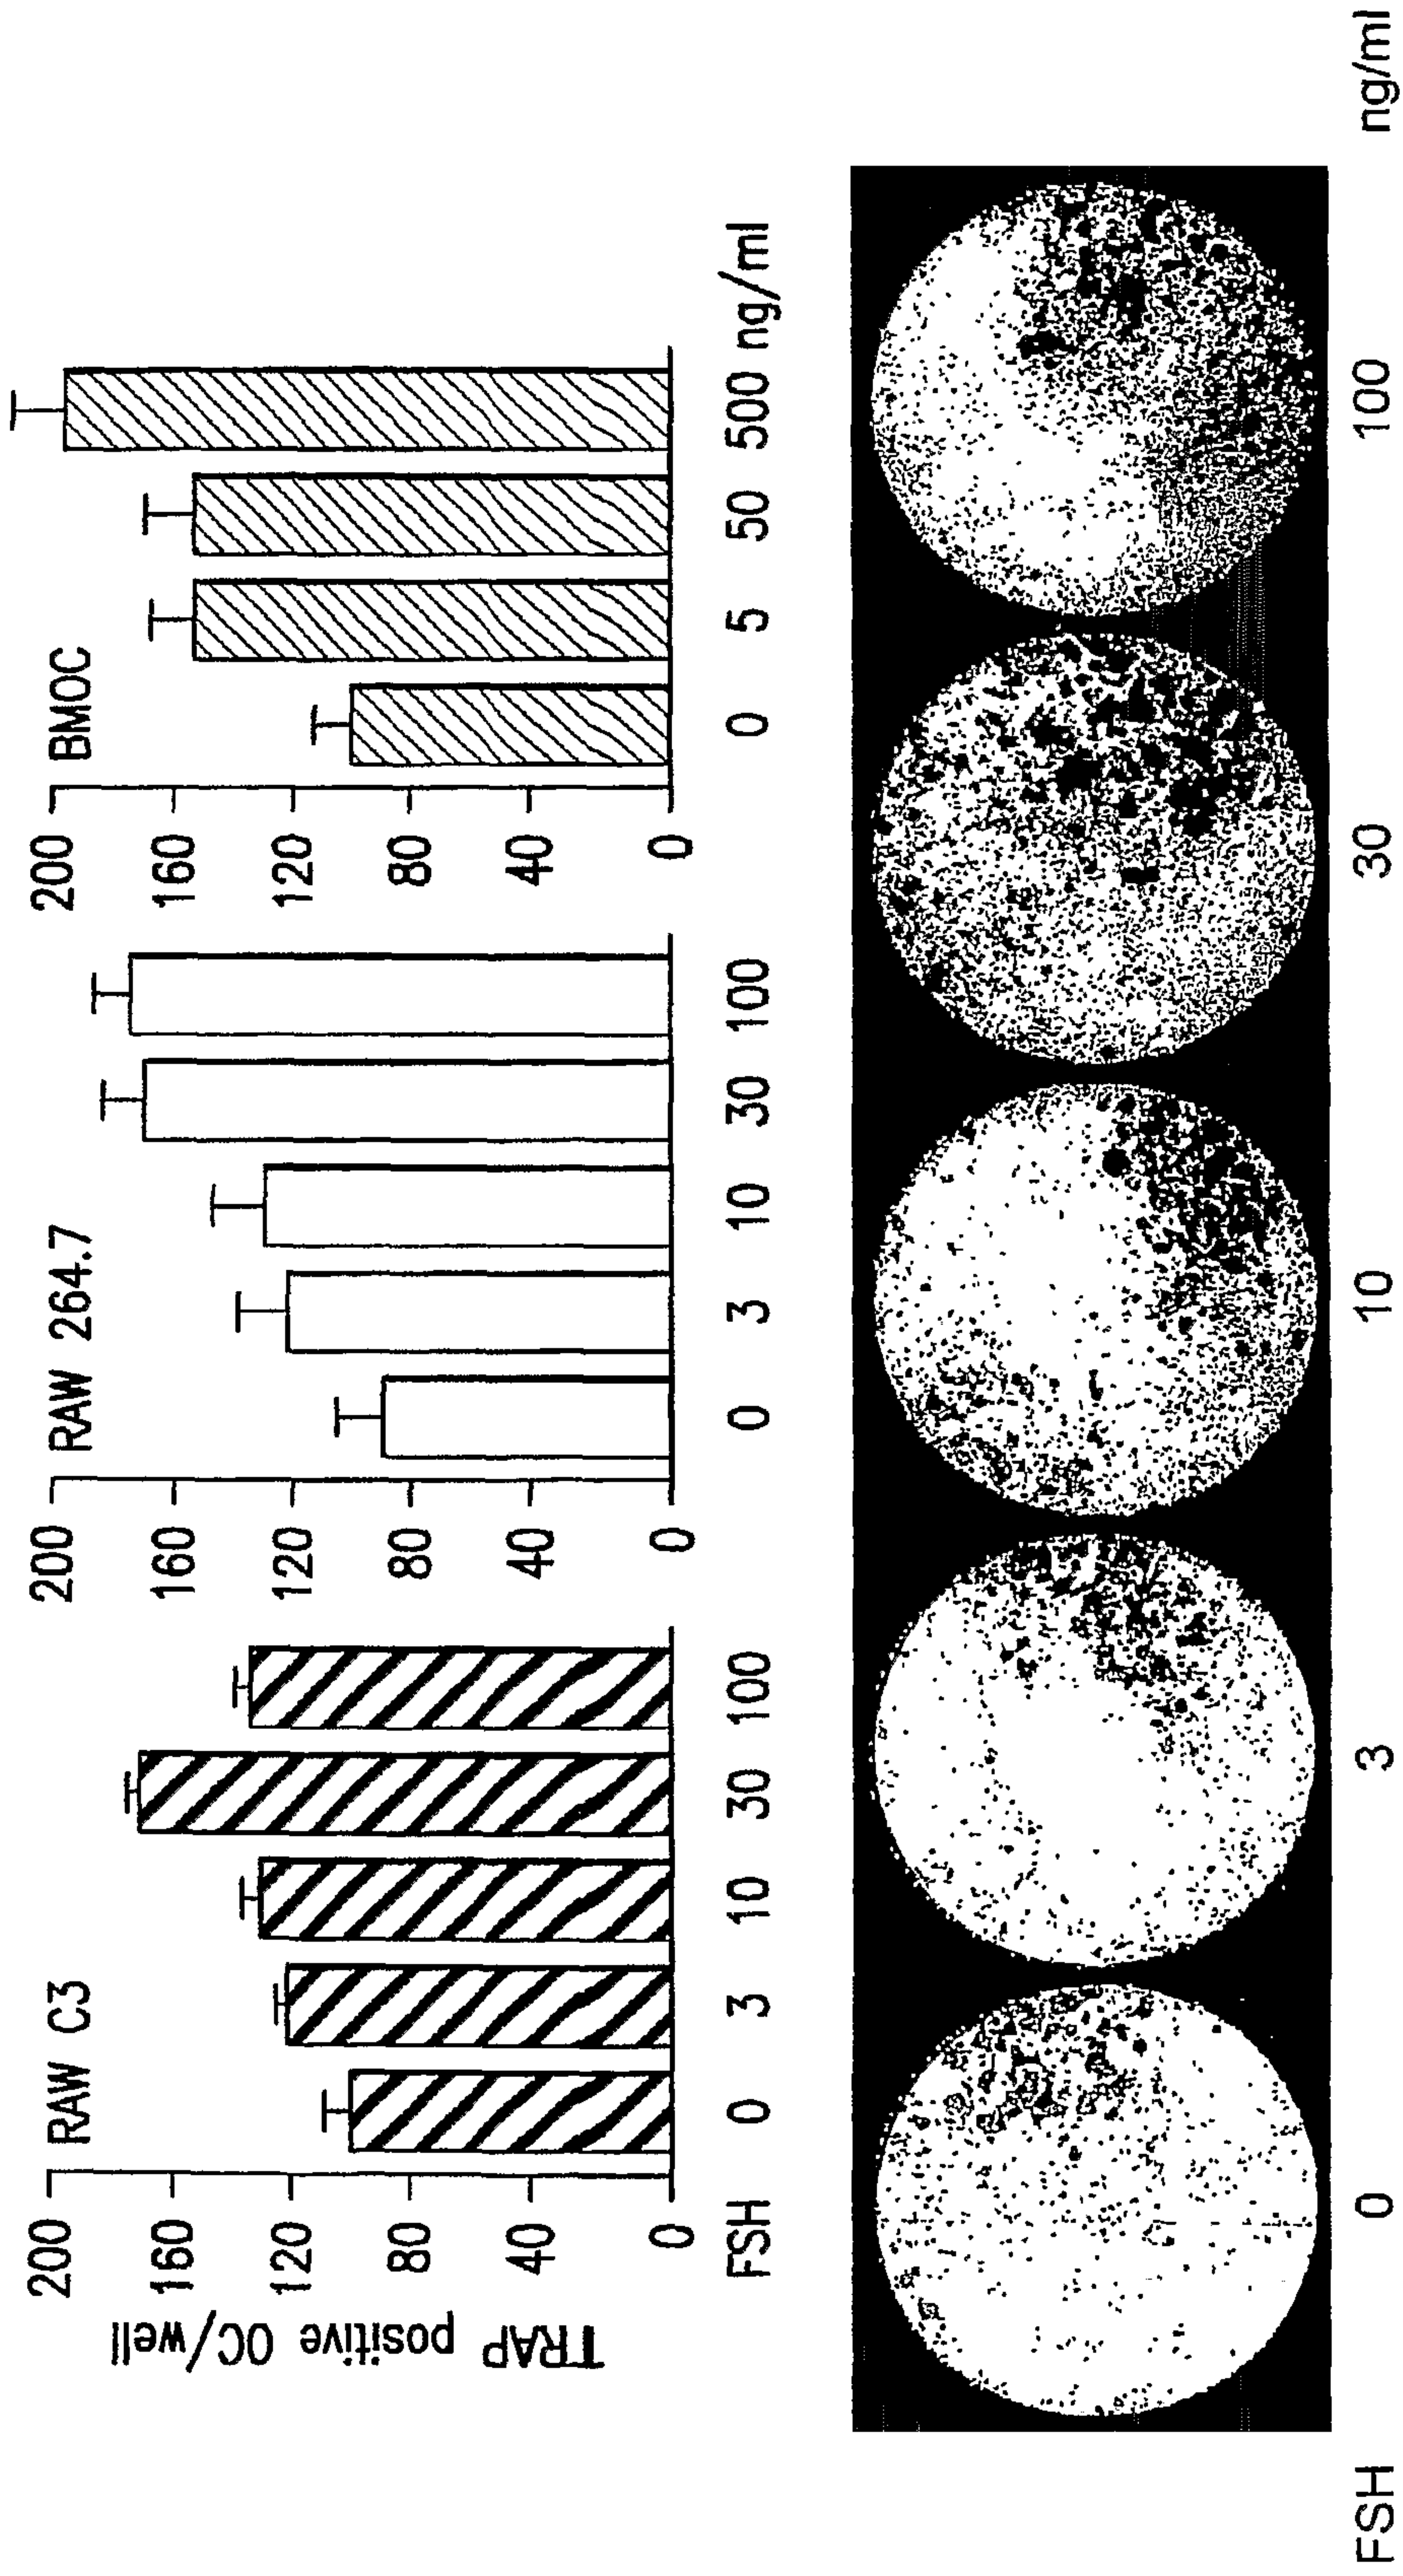 TRAP positive OC/well
RAW C3
200
160
120
80
40
0
FSH 0 3 10 30 100
RAW 264.7
200
160
120
80
40
0
0 3 10 30 100
BMOC
200
160
120
80
40
0
0 5 50 500 ng/ml
FSH 0 3 10 30 100 ng/ml